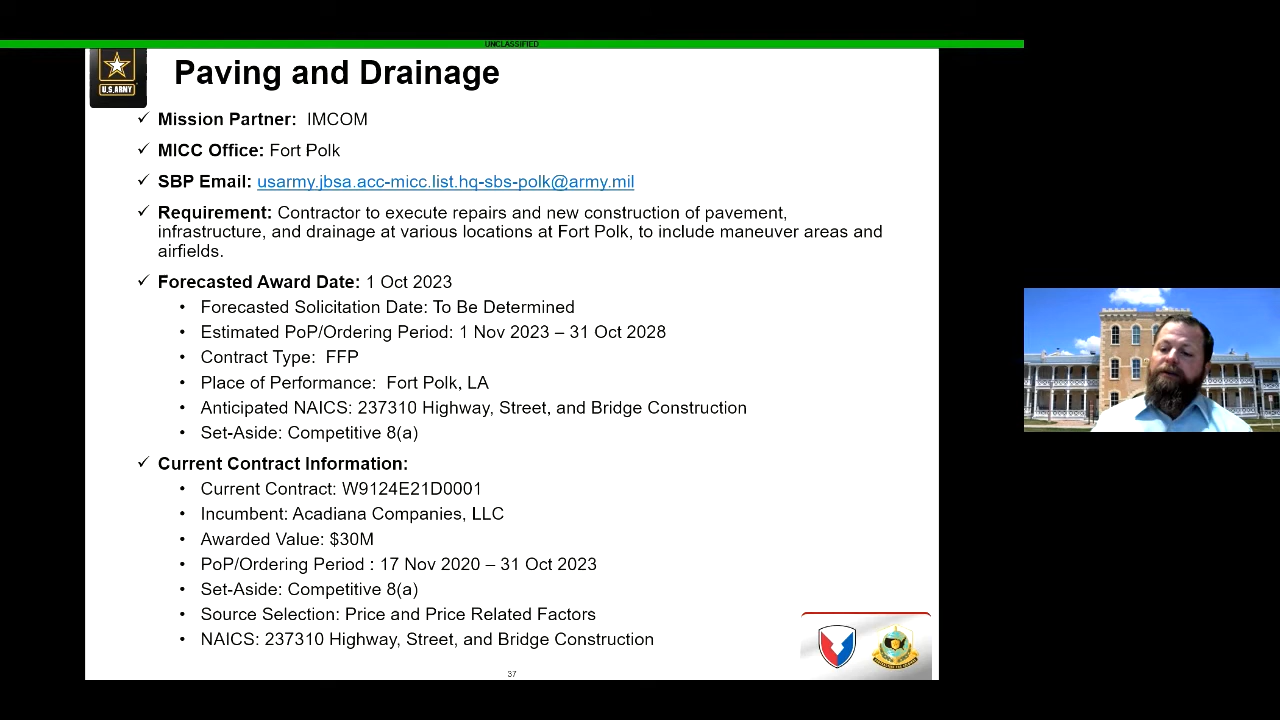 UNCLASSIFIED
U.S. ARMY
Paving and Drainage
✓ Mission Partner: IMCOM
✓ MICC Office: Fort Polk
✓ SBP Email: usarmy.jbsa.acc-micc.list.hq-sbs-polk@army.mil
✓ Requirement: Contractor to execute repairs and new construction of pavement,
infrastructure, and drainage at various locations at Fort Polk, to include maneuver areas and
airfields.
✓ Forecasted Award Date: 1 Oct 2023
• Forecasted Solicitation Date: To Be Determined
• Estimated PoP/Ordering Period: 1 Nov 2023 – 31 Oct 2028
• Contract Type: FFP
• Place of Performance: Fort Polk, LA
• Anticipated NAICS: 237310 Highway, Street, and Bridge Construction
• Set-Aside: Competitive 8(a)
✓ Current Contract Information:
• Current Contract: W9124E21D0001
• Incumbent: Acadiana Companies, LLC
• Awarded Value: $30M
• PoP/Ordering Period : 17 Nov 2020 – 31 Oct 2023
• Set-Aside: Competitive 8(a)
• Source Selection: Price and Price Related Factors
• NAICS: 237310 Highway, Street, and Bridge Construction
37